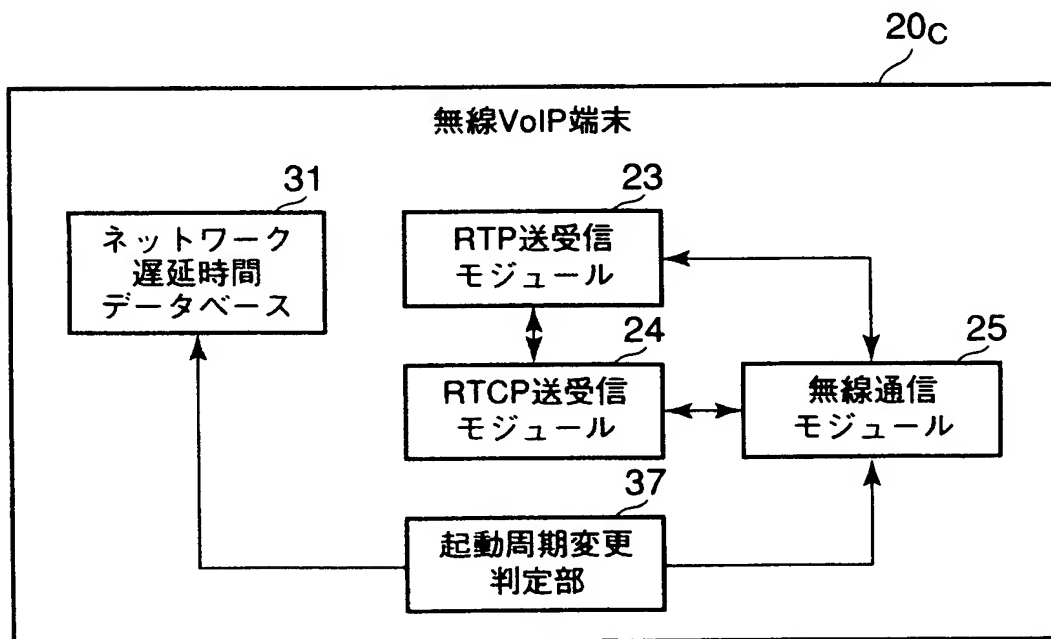 20C
無線VoIP端末
31
ネットワーク
遅延時間
データベース
23
RTP送受信
モジュール
24
RTCP送受信
モジュール
25
無線通信
モジュール
37
起動周期変更
判定部